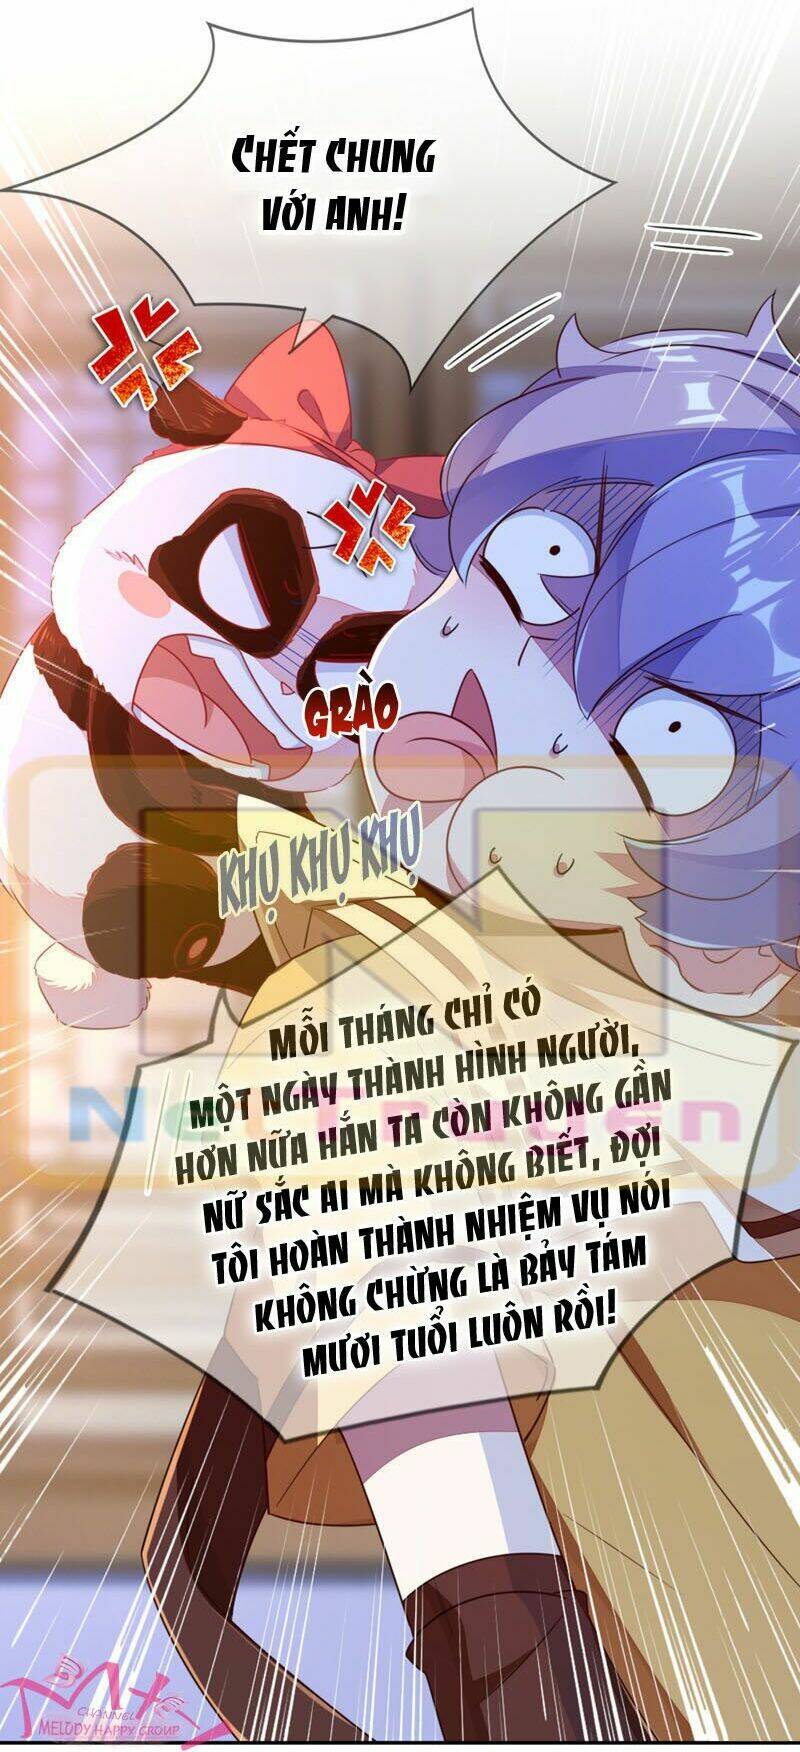 CHẾT CHUNG
VỚI ANH!
GRÀO
KHỤ KHỤ KHỤ
MỖI THÁNG CHỈ CÓ
MỘT NGÀY THÀNH HÌNH NGƯỜI,
HƠN NỮA HẮN TA CÒN KHÔNG GẦN
NỮ SẮC AI MÀ KHÔNG BIẾT, ĐỢI
TÔI HOÀN THÀNH NHIỆM VỤ NÓI
KHÔNG CHỪNG LÀ BẢY TÁM
MƯƠI TUỔI LUÔN RỒI!
N
NetTruyen
CHANNEL
MELODY HAPPY GROUP